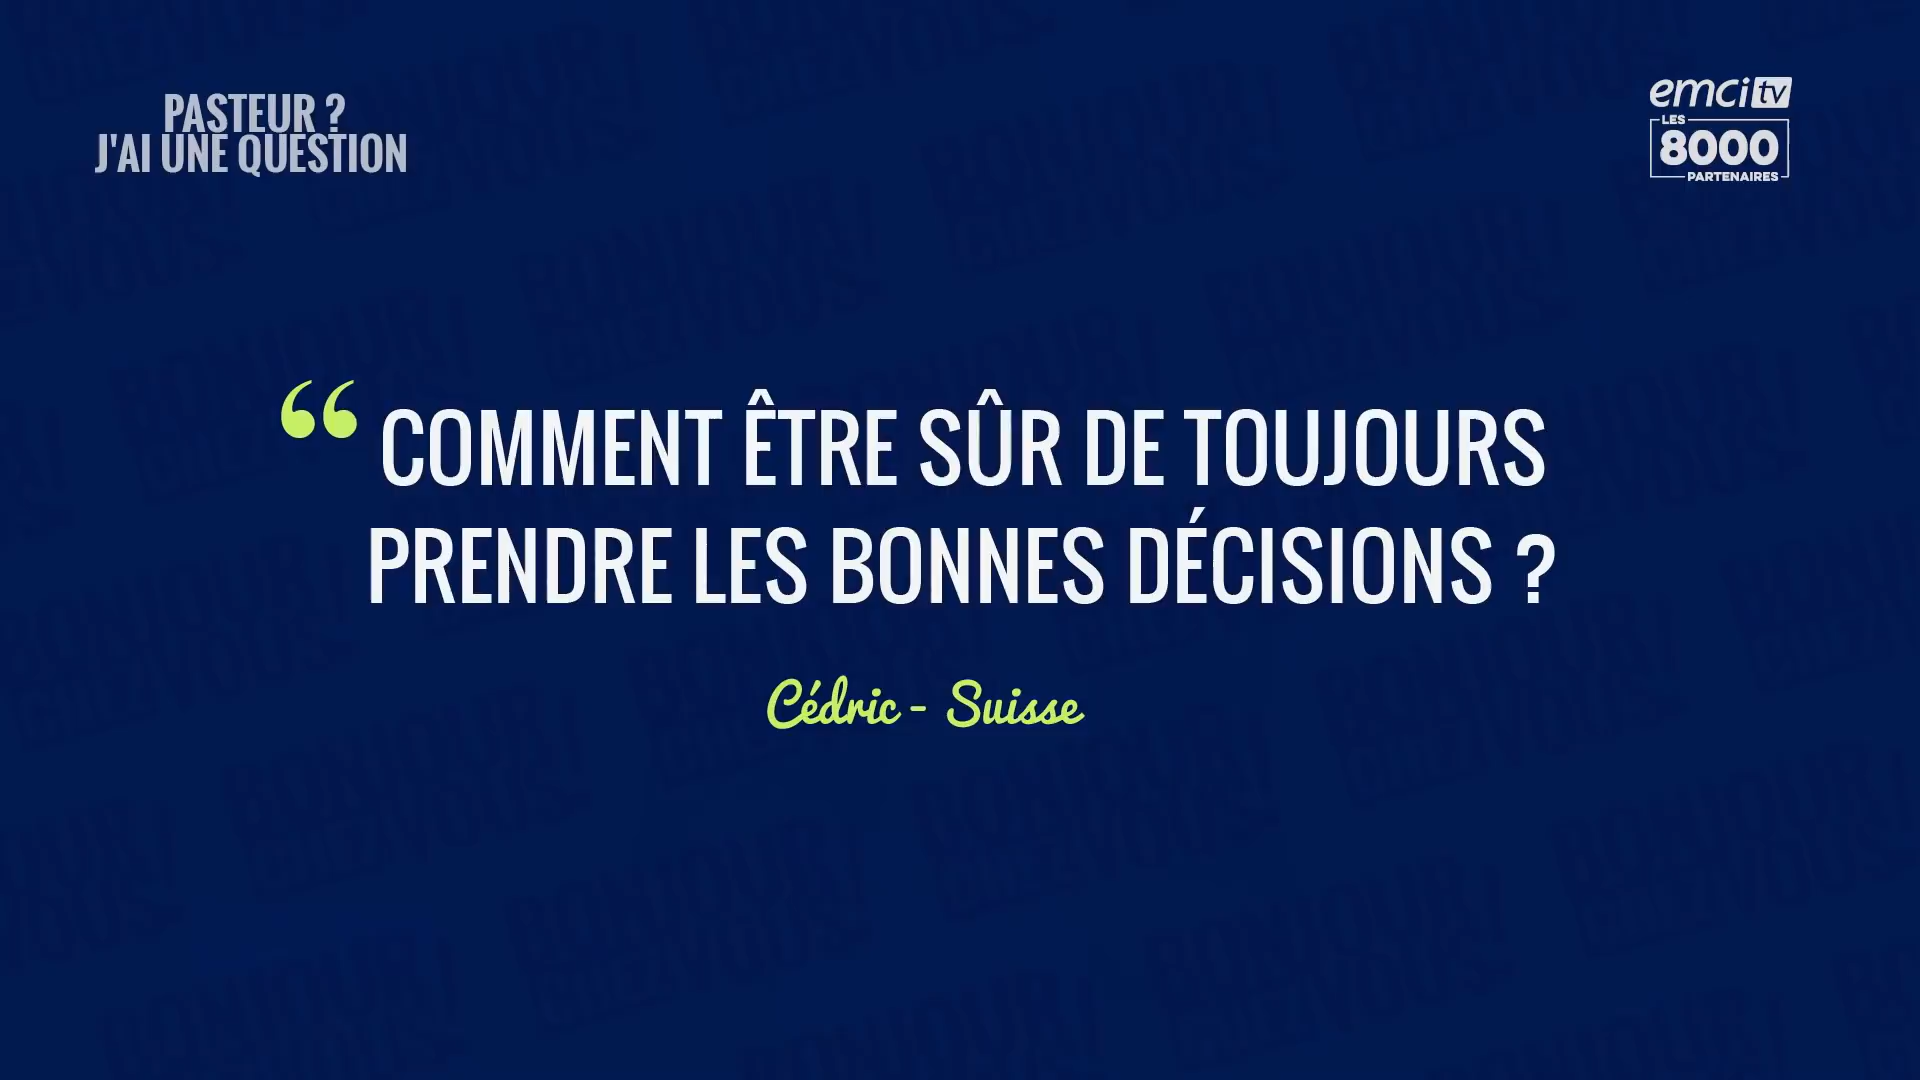 PASTEUR ?
J'AI UNE QUESTION
emci tv
LES
8000
PARTENAIRES
“ COMMENT ÊTRE SÛR DE TOUJOURS
PRENDRE LES BONNES DÉCISIONS ?
Cédric - Suisse